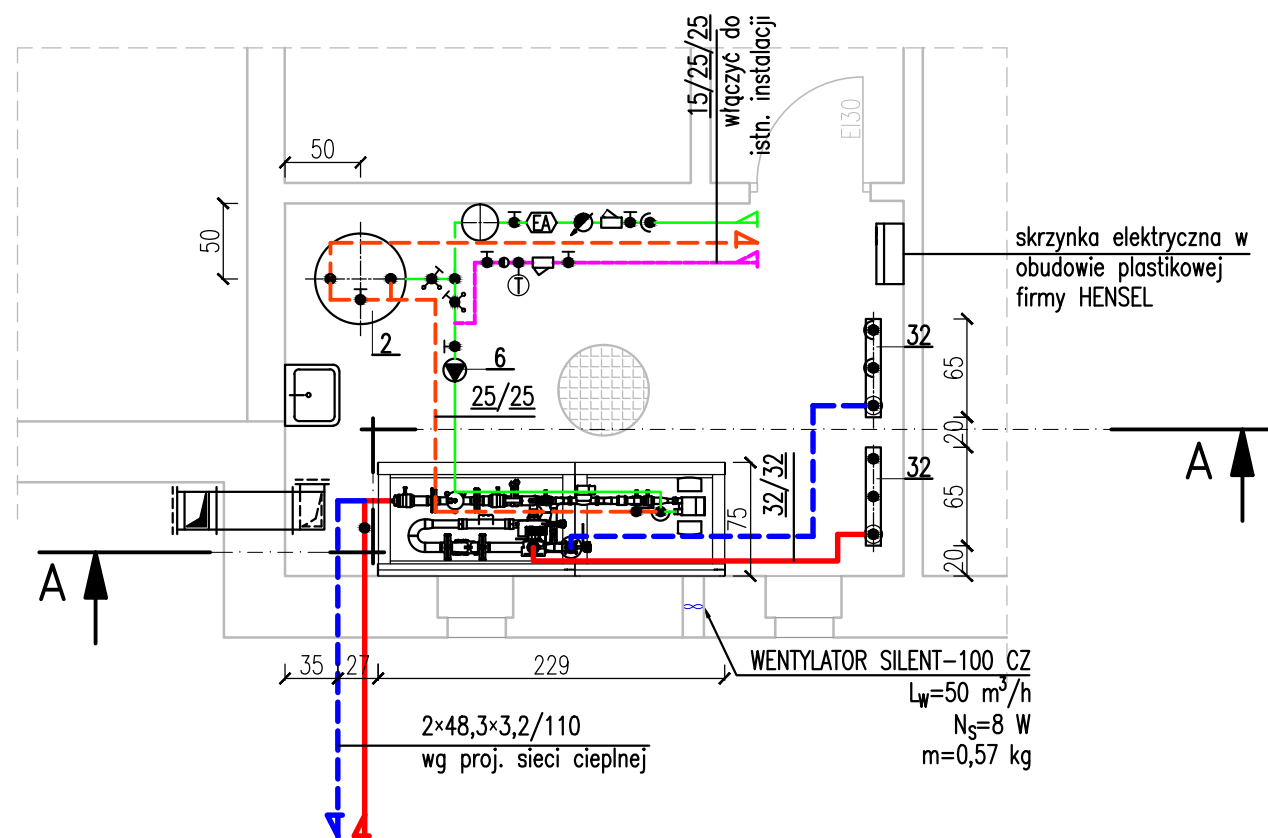 15/25/25
włączyć do
istn. instalacji
EI30
50
50
EA
T
skrzynka elektryczna w
obudowie plastikowej
firmy HENSEL
2
6
25/25
32
65
20
32
65
20
32/32
75
A
A
35
27
229
WENTYLATOR SILENT-100 CZ
Lw=50 m³/h
Ns=8 W
m=0,57 kg
2×48,3×3,2/110
wg proj. sieci cieplnej